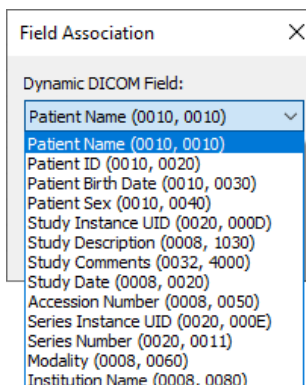 Field Association
Dynamic DICOM Field:
Patient Name (0010, 0010)
Patient Name (0010, 0010)
Patient ID (0010, 0020)
Patient Birth Date (0010, 0030)
Patient Sex (0010, 0040)
Study Instance UID (0020, 000D)
Study Description (0008, 1030)
Study Comments (0032, 4000)
Study Date (0008, 0020)
Accession Number (0008, 0050)
Series Instance UID (0020, 000E)
Series Number (0020, 0011)
Modality (0008, 0060)
Institution Name (0008, 0080)